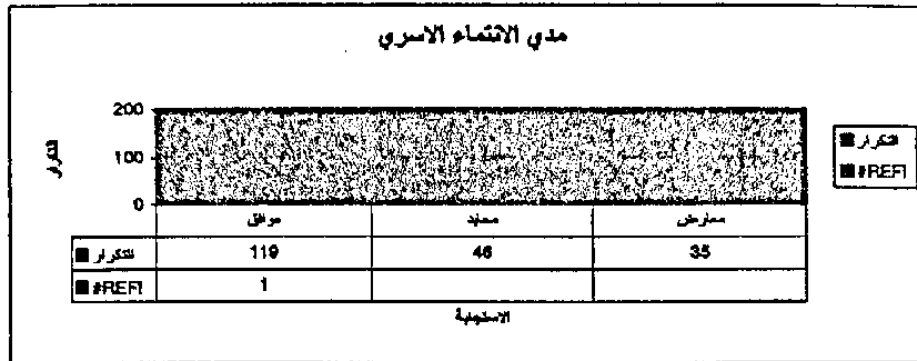 مدي الانتماء الاسري
التكرار
200
100
0
موافق محايد معارض
التكرار 119 46 35
#REF! 1
الاستجابة
التكرار
#REF!